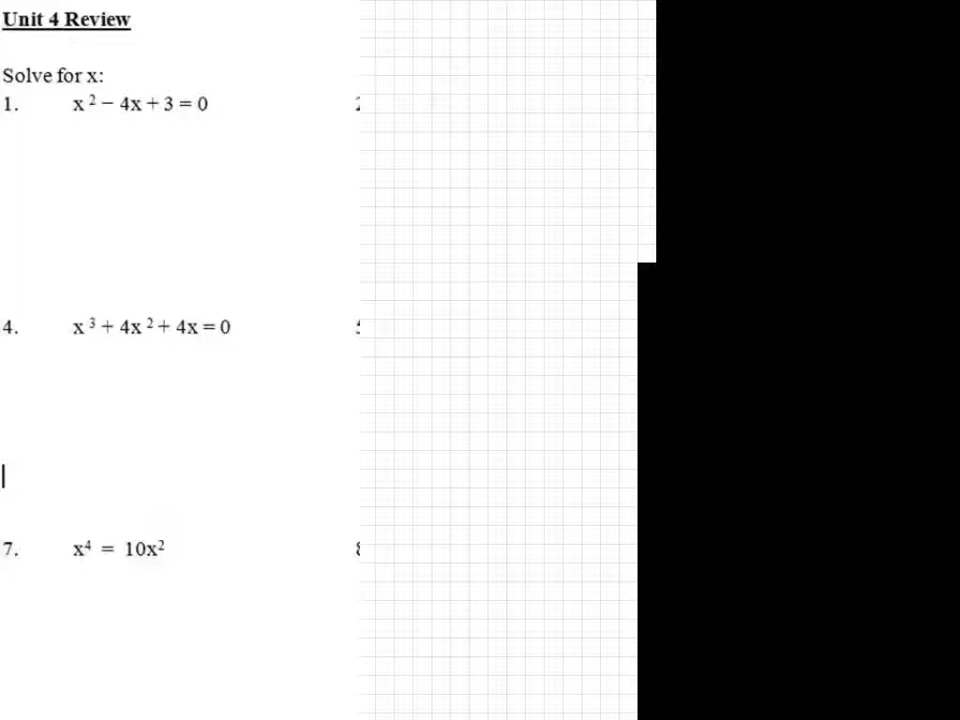 Unit 4 Review
Solve for x:
1. x² − 4x + 3 = 0
4. x³ + 4x² + 4x = 0
7. x⁴ = 10x²